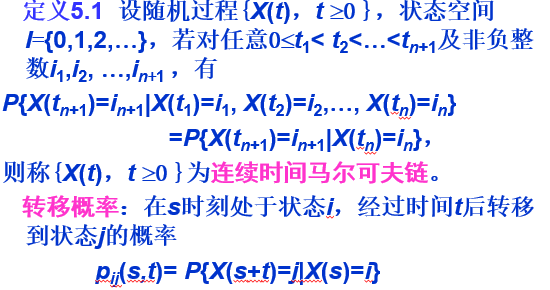 定义5.1 设随机过程{X(t)，t ≥0 }，状态空间
I={0,1,2,…}，若对任意0≤t₁< t₂<…<tₙ₊₁及非负整
数i₁,i₂, …,iₙ₊₁，有
P{X(tₙ₊₁)=iₙ₊₁|X(t₁)=i₁, X(t₂)=i₂,…, X(tₙ)=iₙ}
=P{X(tₙ₊₁)=iₙ₊₁|X(tₙ)=iₙ}，
则称{X(t)，t ≥0 }为连续时间马尔可夫链。
转移概率：在s时刻处于状态i，经过时间t后转移
到状态j的概率
pᵢⱼ(s,t)= P{X(s+t)=j|X(s)=i}